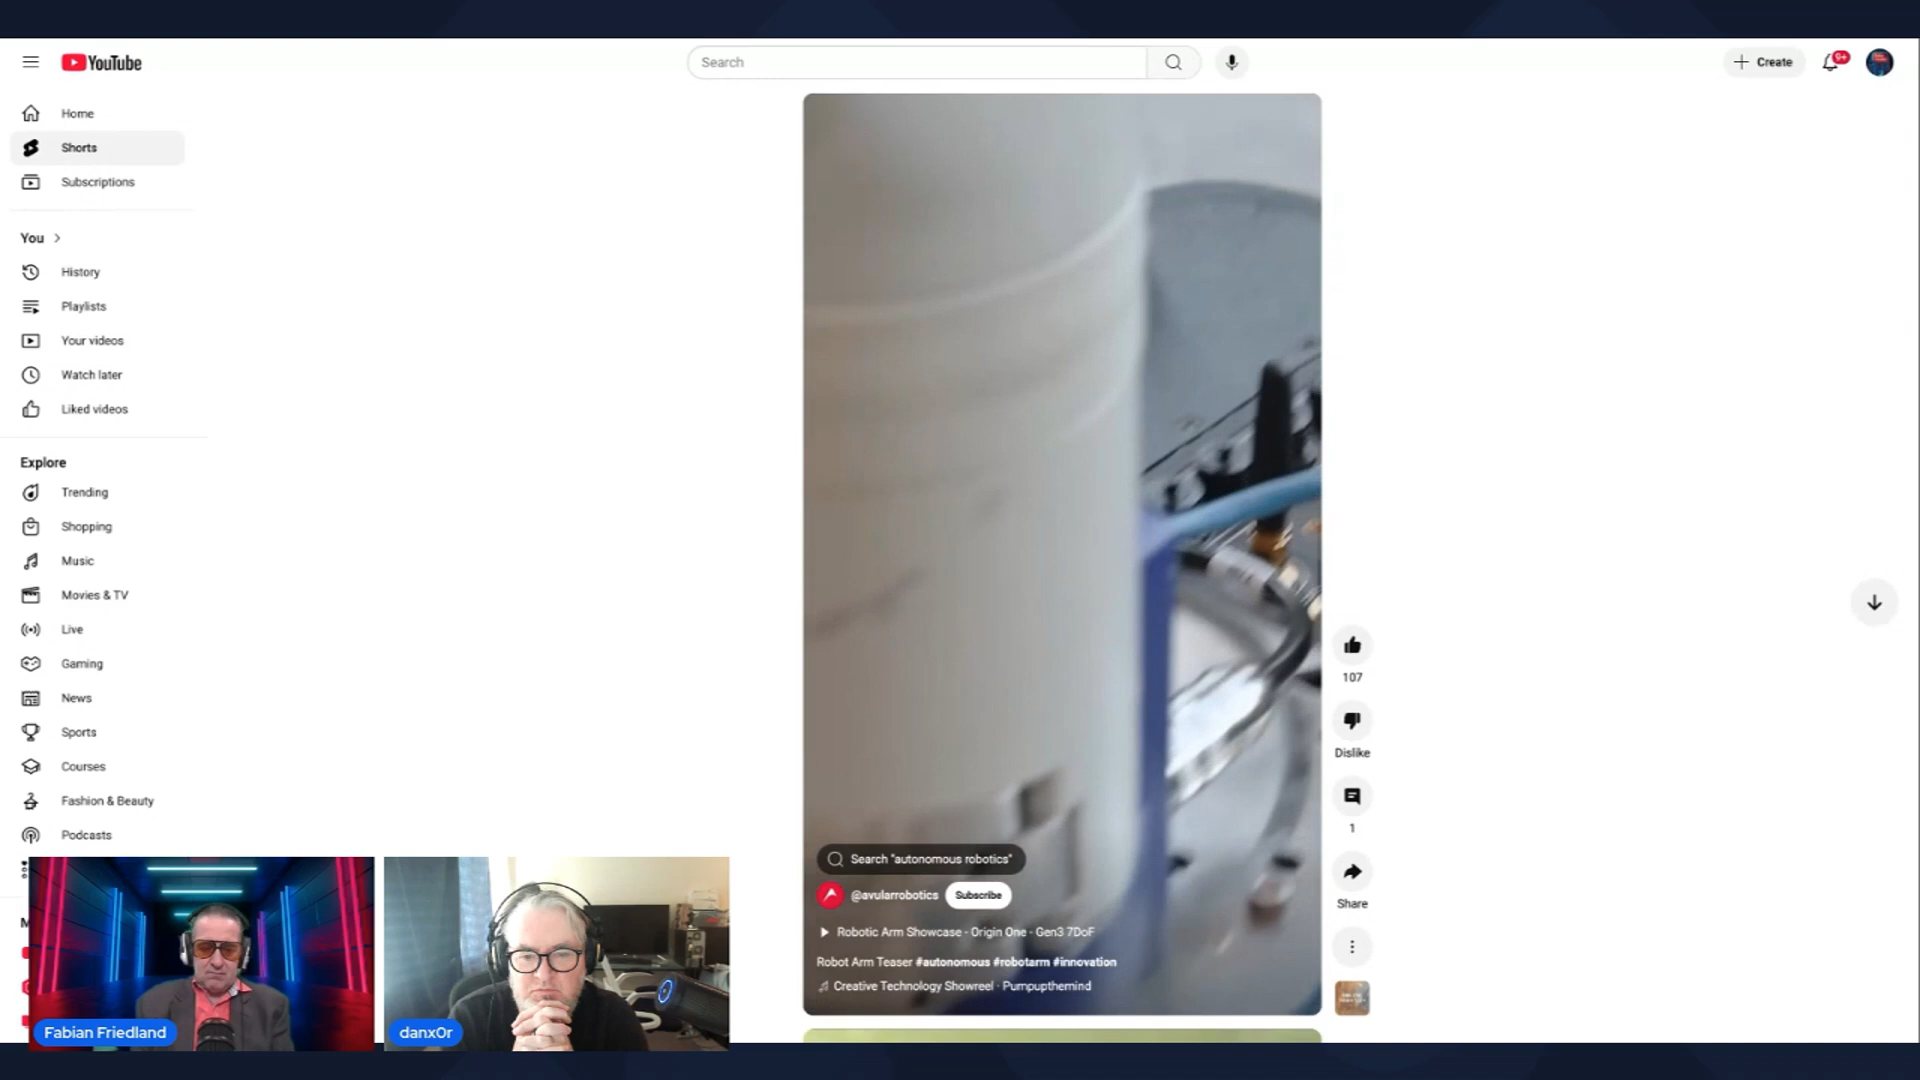 YouTube
Search
Create
9+
Home
Shorts
Subscriptions
You
History
Playlists
Your videos
Watch later
Liked videos
Explore
Trending
Shopping
Music
Movies & TV
Live
Gaming
News
Sports
Courses
Fashion & Beauty
Podcasts
107
Dislike
1
Share
Search "autonomous robotics"
@avularrobotics
Subscribe
Robotic Arm Showcase - Origin One - Gen3 7DoF
Robot Arm Teaser #autonomous #robotarm #innovation
Creative Technology Showreel · Pumpupthemind
Fabian Friedland
danx0r